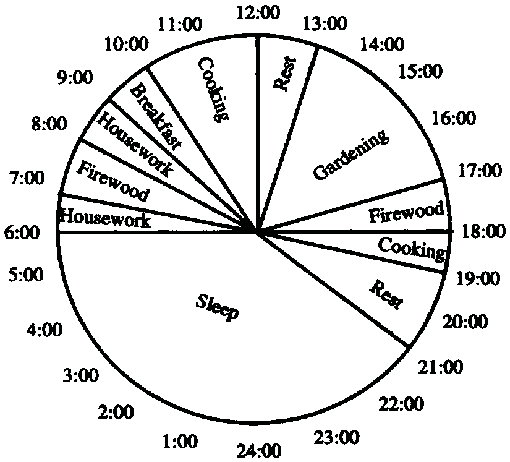 12:00
13:00
14:00
15:00
16:00
17:00
18:00
19:00
20:00
21:00
22:00
23:00
24:00
1:00
2:00
3:00
4:00
5:00
6:00
7:00
8:00
9:00
10:00
11:00
Rest
Gardening
Firewood
Cooking
Rest
Sleep
Housework
Firewood
Housework
Breakfast
Cooking